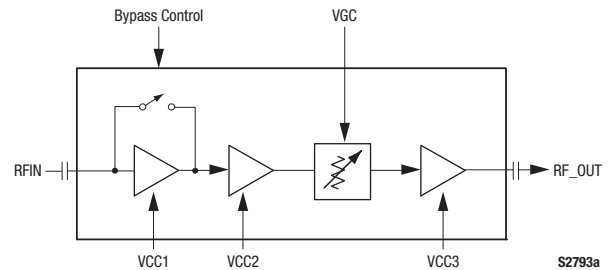 Bypass Control
VGC
RFIN
RF_OUT
VCC1
VCC2
VCC3
S2793a